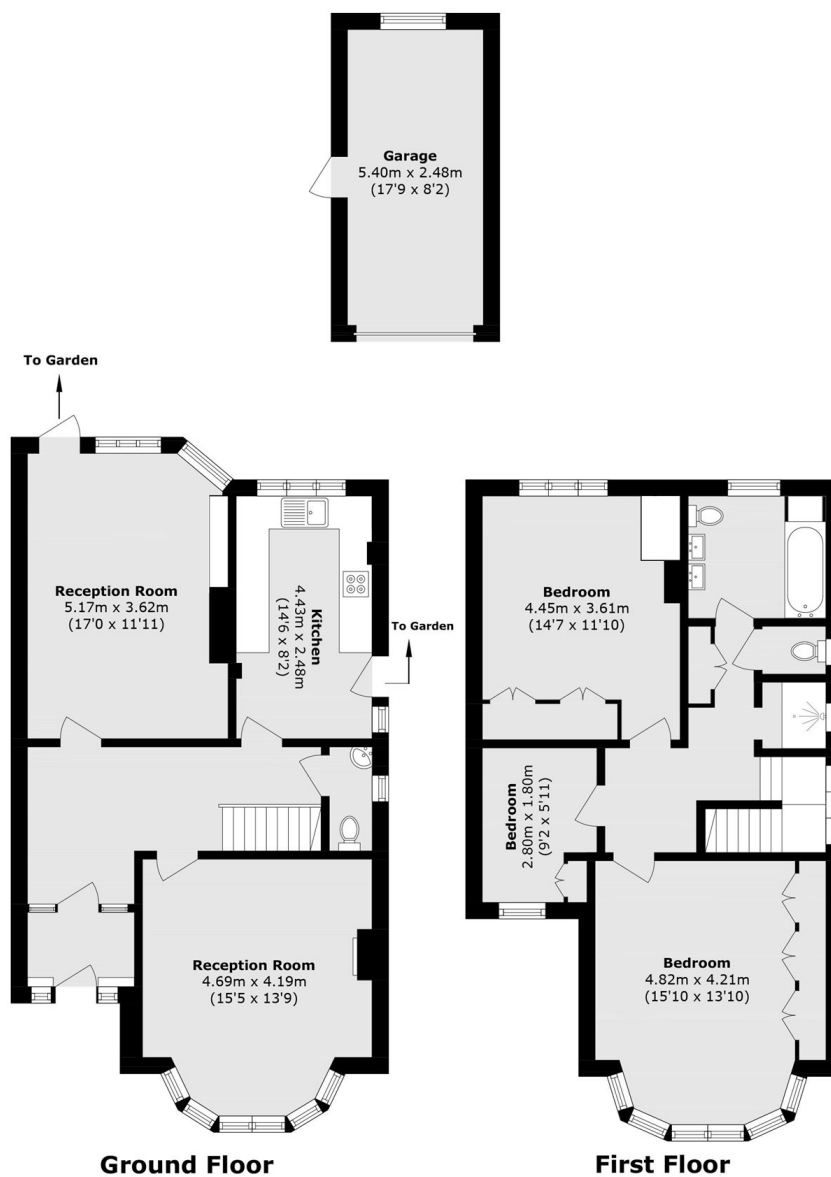 Garage
5.40m x 2.48m
(17'9 x 8'2)
To Garden
Reception Room
5.17m x 3.62m
(17'0 x 11'11)
Kitchen
4.43m x 2.48m
(14'6 x 8'2)
To Garden
Reception Room
4.69m x 4.19m
(15'5 x 13'9)
Ground Floor
Bedroom
4.45m x 3.61m
(14'7 x 11'10)
Bedroom
2.80m x 1.80m
(9'2 x 5'11)
Bedroom
4.82m x 4.21m
(15'10 x 13'10)
First Floor